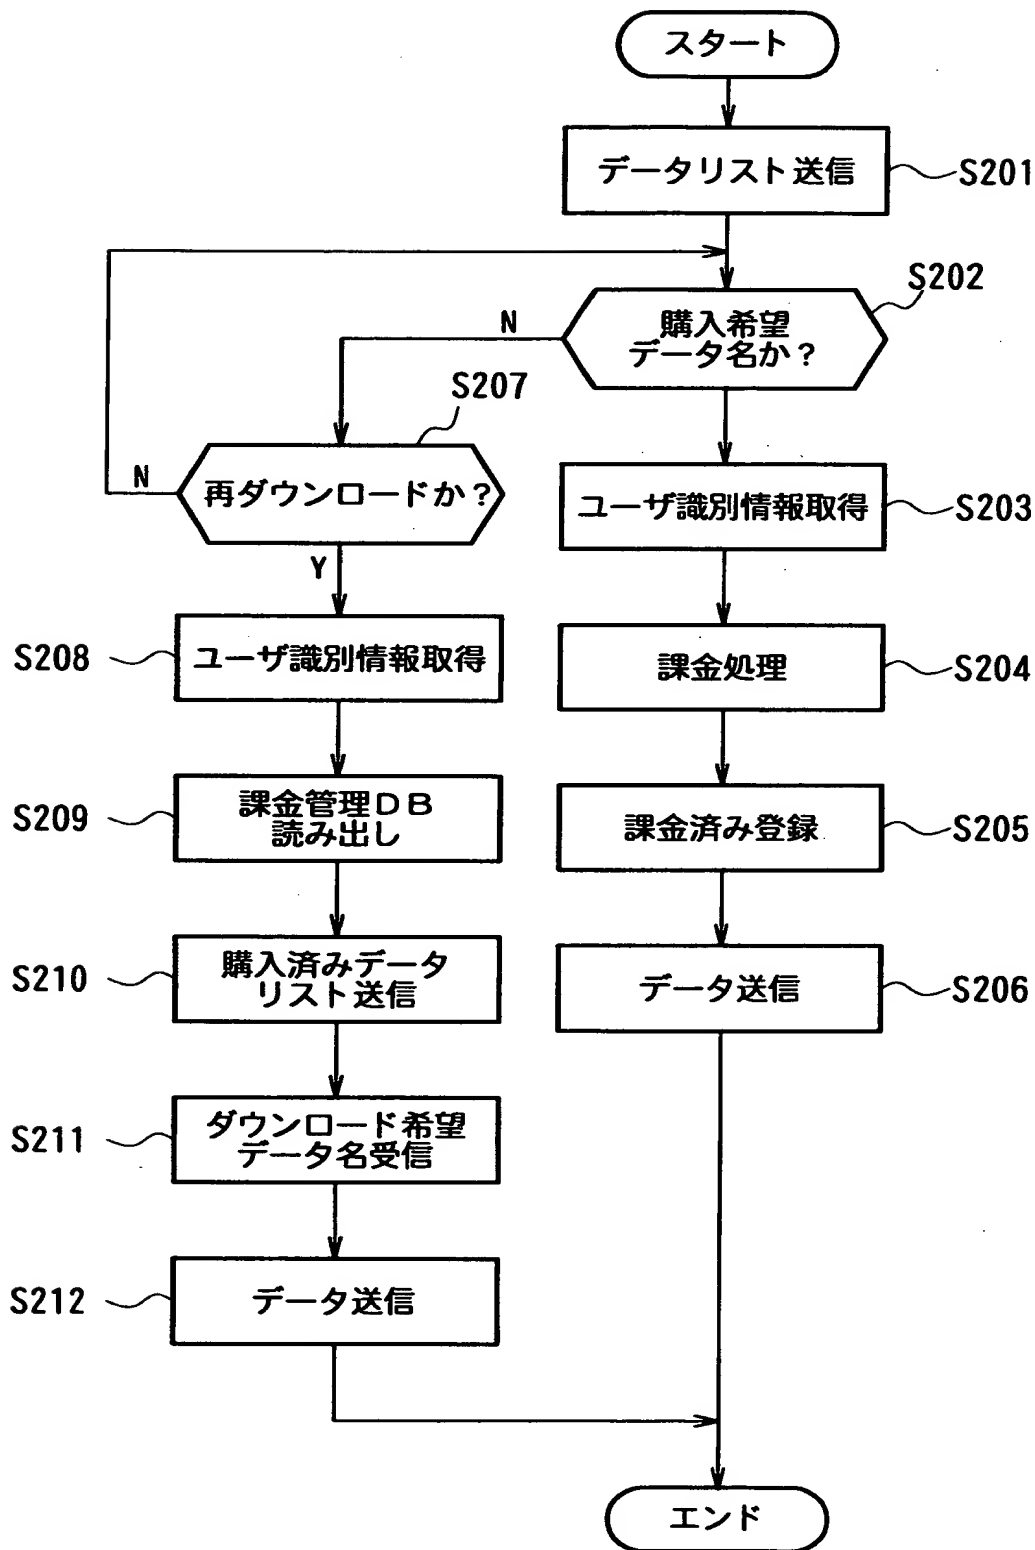 スタート
データリスト送信
S201
S202
購入希望
データ名か?
N
S207
再ダウンロードか?
N
Y
ユーザ識別情報取得
S203
S208
ユーザ識別情報取得
課金処理
S204
S209
課金管理DB
読み出し
課金済み登録
S205
S210
購入済みデータ
リスト送信
データ送信
S206
S211
ダウンロード希望
データ名受信
S212
データ送信
エンド